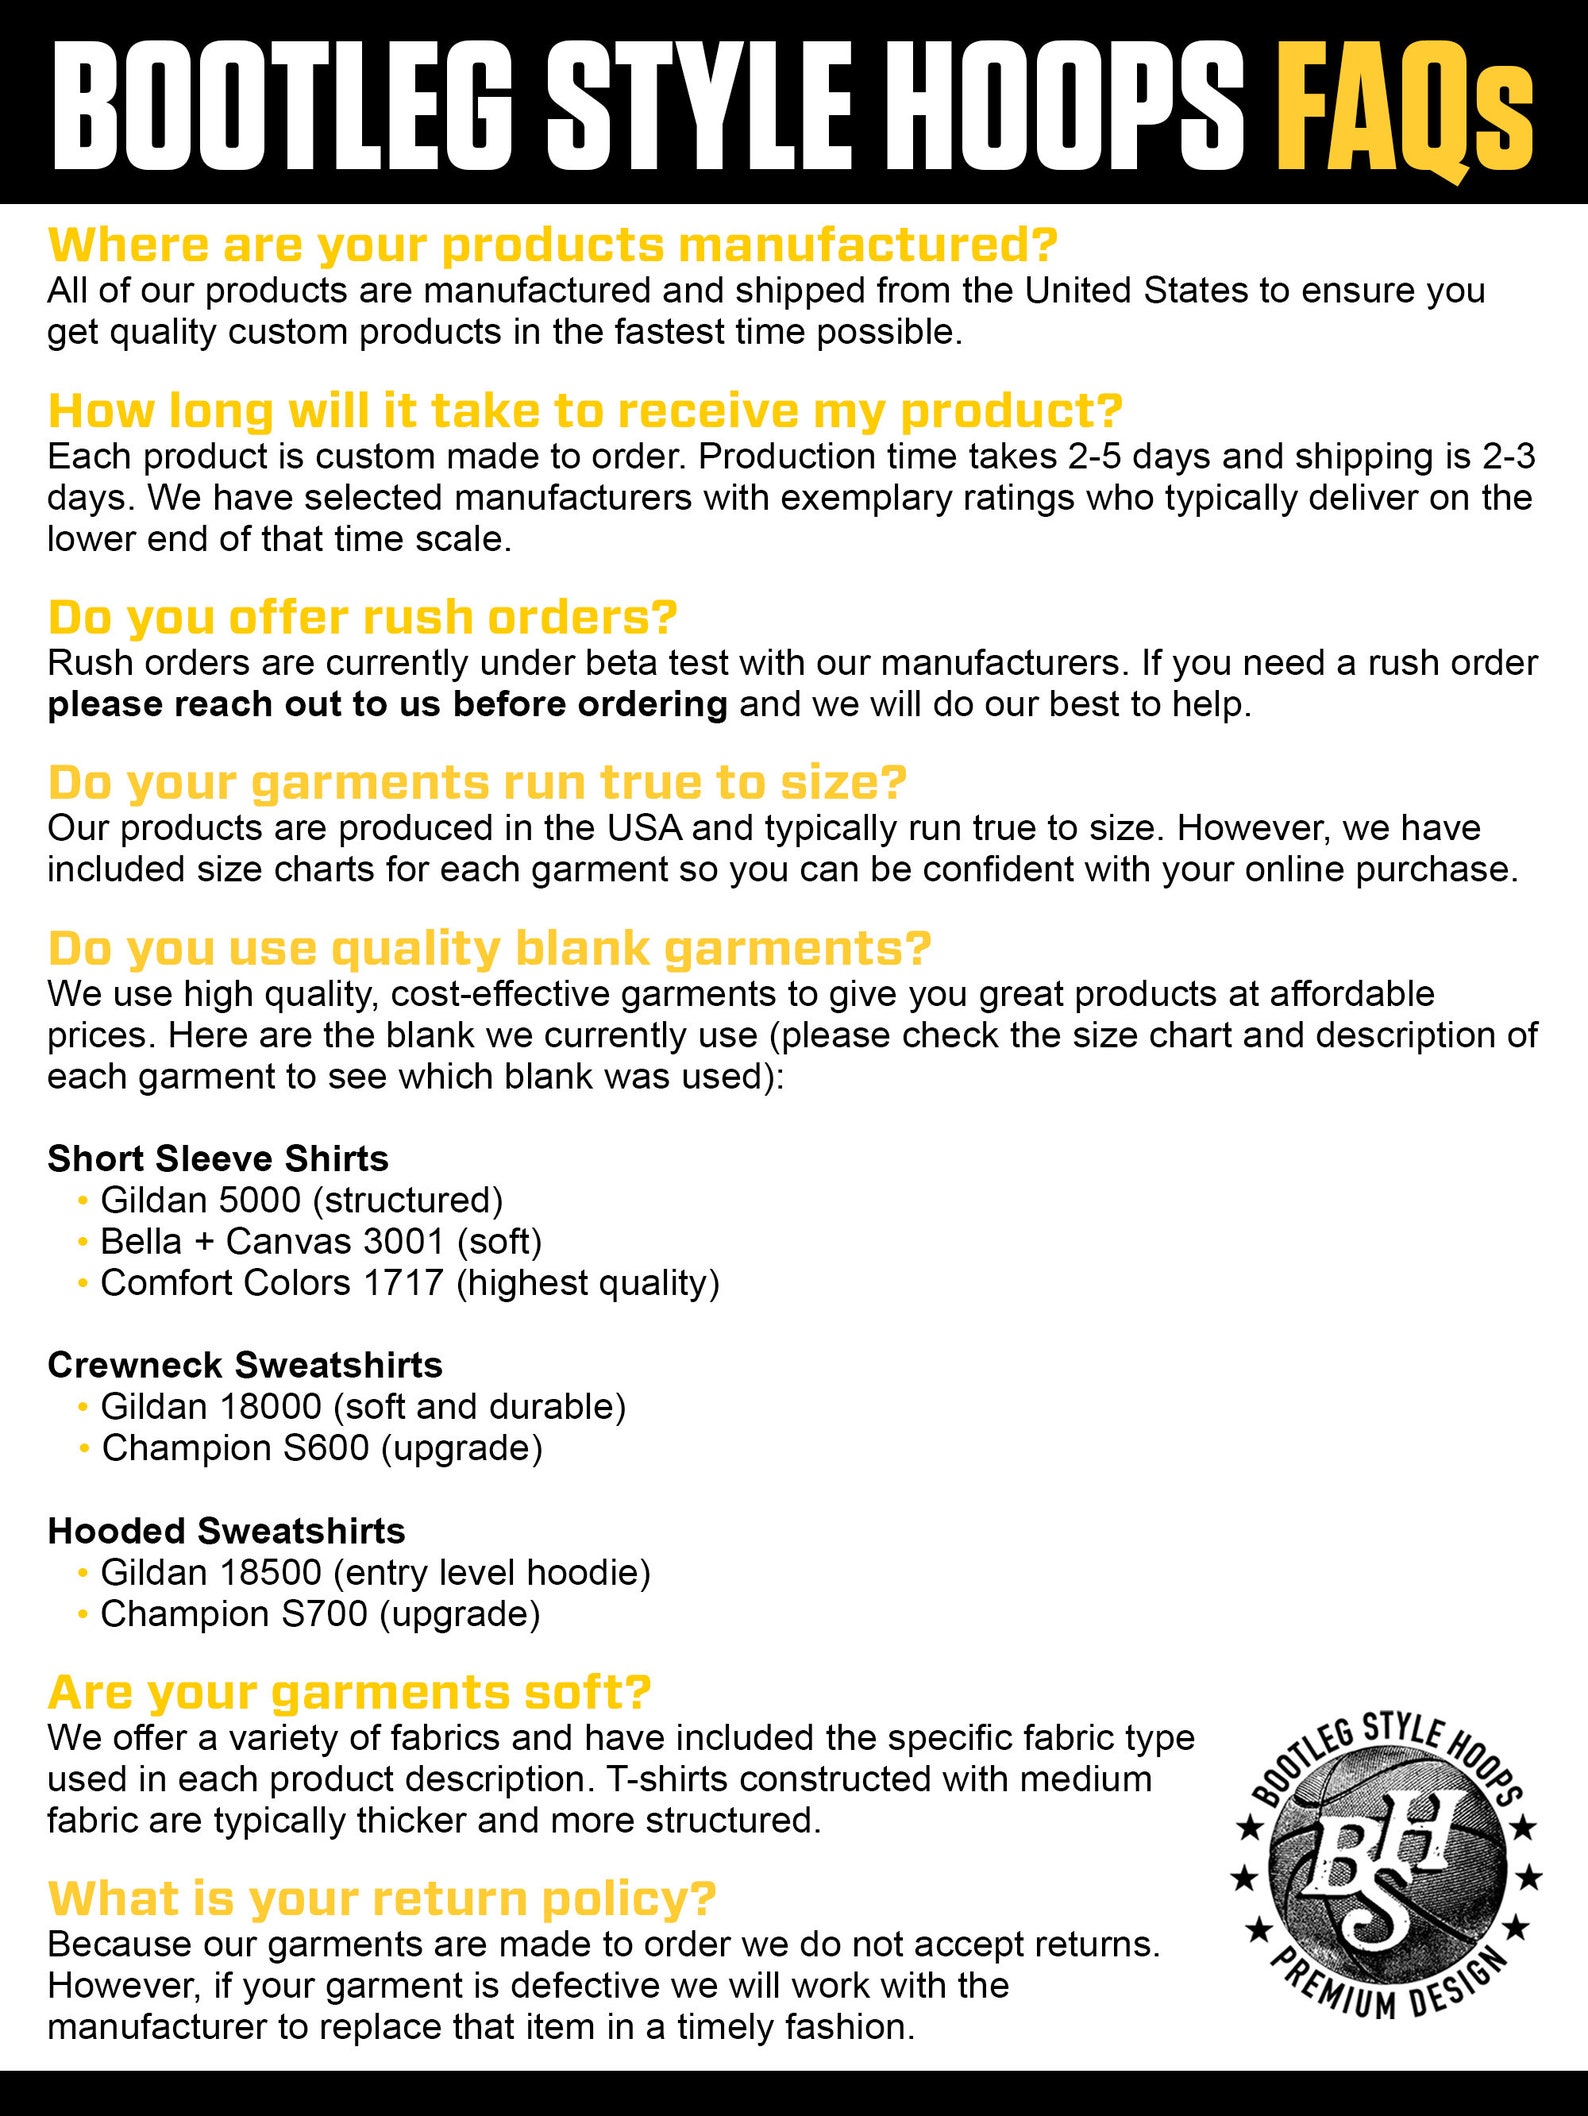 BOOTLEG STYLE HOOPS FAQs
Where are your products manufactured?
All of our products are manufactured and shipped from the United States to ensure you
get quality custom products in the fastest time possible.
How long will it take to receive my product?
Each product is custom made to order. Production time takes 2-5 days and shipping is 2-3
days. We have selected manufacturers with exemplary ratings who typically deliver on the
lower end of that time scale.
Do you offer rush orders?
Rush orders are currently under beta test with our manufacturers. If you need a rush order
please reach out to us before ordering and we will do our best to help.
Do your garments run true to size?
Our products are produced in the USA and typically run true to size. However, we have
included size charts for each garment so you can be confident with your online purchase.
Do you use quality blank garments?
We use high quality, cost-effective garments to give you great products at affordable
prices. Here are the blank we currently use (please check the size chart and description of
each garment to see which blank was used):
Short Sleeve Shirts
• Gildan 5000 (structured)
• Bella + Canvas 3001 (soft)
• Comfort Colors 1717 (highest quality)
Crewneck Sweatshirts
• Gildan 18000 (soft and durable)
• Champion S600 (upgrade)
Hooded Sweatshirts
• Gildan 18500 (entry level hoodie)
• Champion S700 (upgrade)
Are your garments soft?
We offer a variety of fabrics and have included the specific fabric type
used in each product description. T-shirts constructed with medium
fabric are typically thicker and more structured.
What is your return policy?
Because our garments are made to order we do not accept returns.
However, if your garment is defective we will work with the
manufacturer to replace that item in a timely fashion.
BOOTLEG STYLE HOOPS
BSH
PREMIUM DESIGN